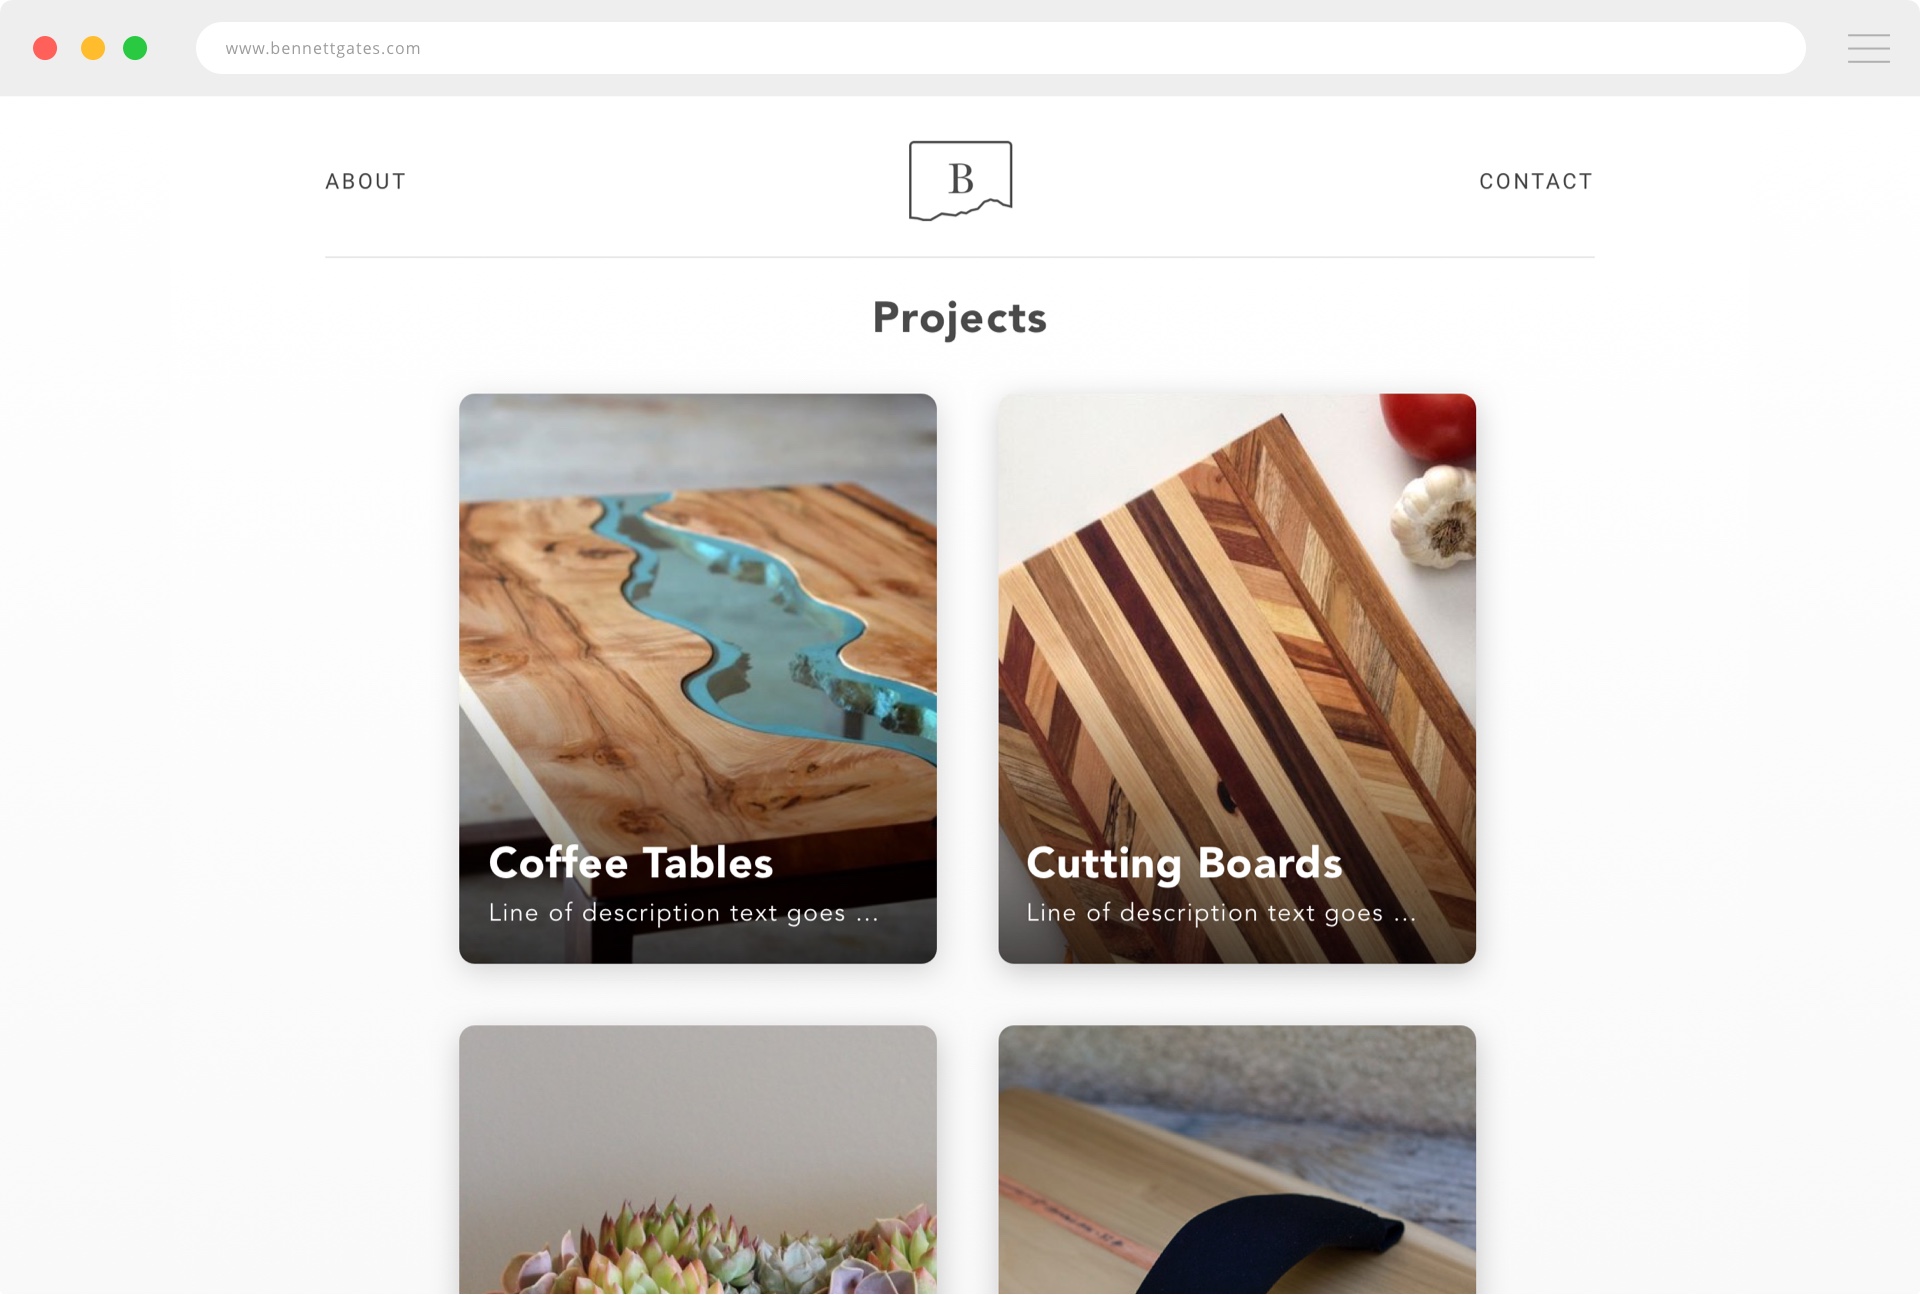 www.bennettgates.com
ABOUT
B
CONTACT
Projects
Coffee Tables
Line of description text goes ...
Cutting Boards
Line of description text goes ...